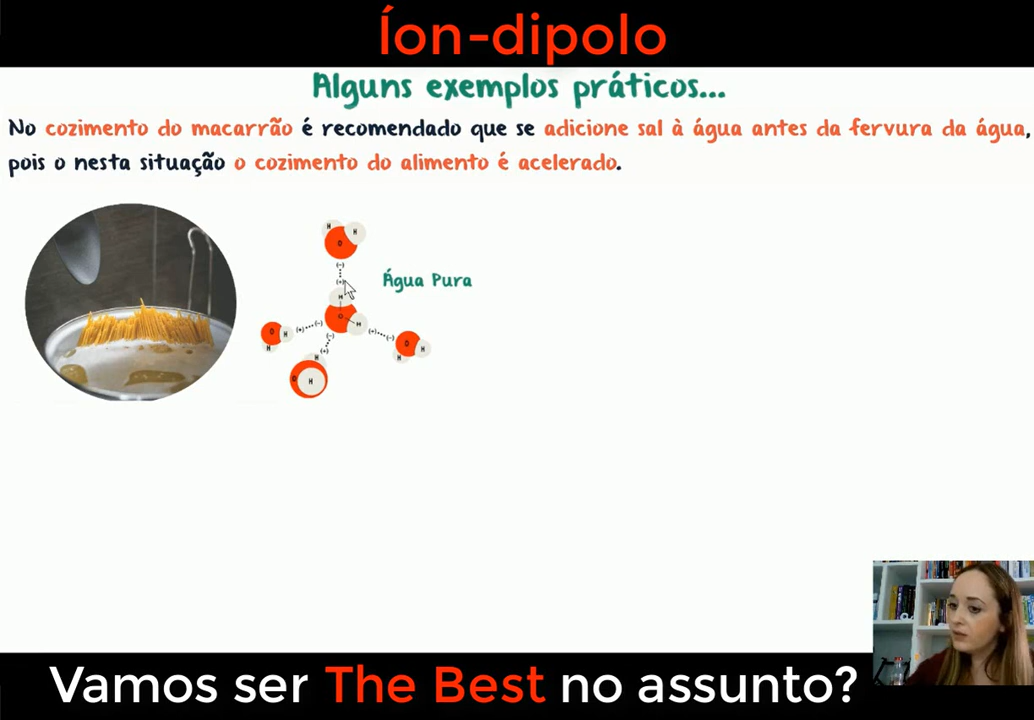 Íon-dipolo
Alguns exemplos práticos...
No cozimento do macarrão é recomendado que se adicione sal à água antes da fervura da água,
pois o nesta situação o cozimento do alimento é acelerado.
H
H
O
(-)
(+)
Água Pura
H
O
H
O
H
H
(+)
(-)
(-)
(+)
(+)
(-)
O
H
H
H
O
H
Vamos ser The Best no assunto?